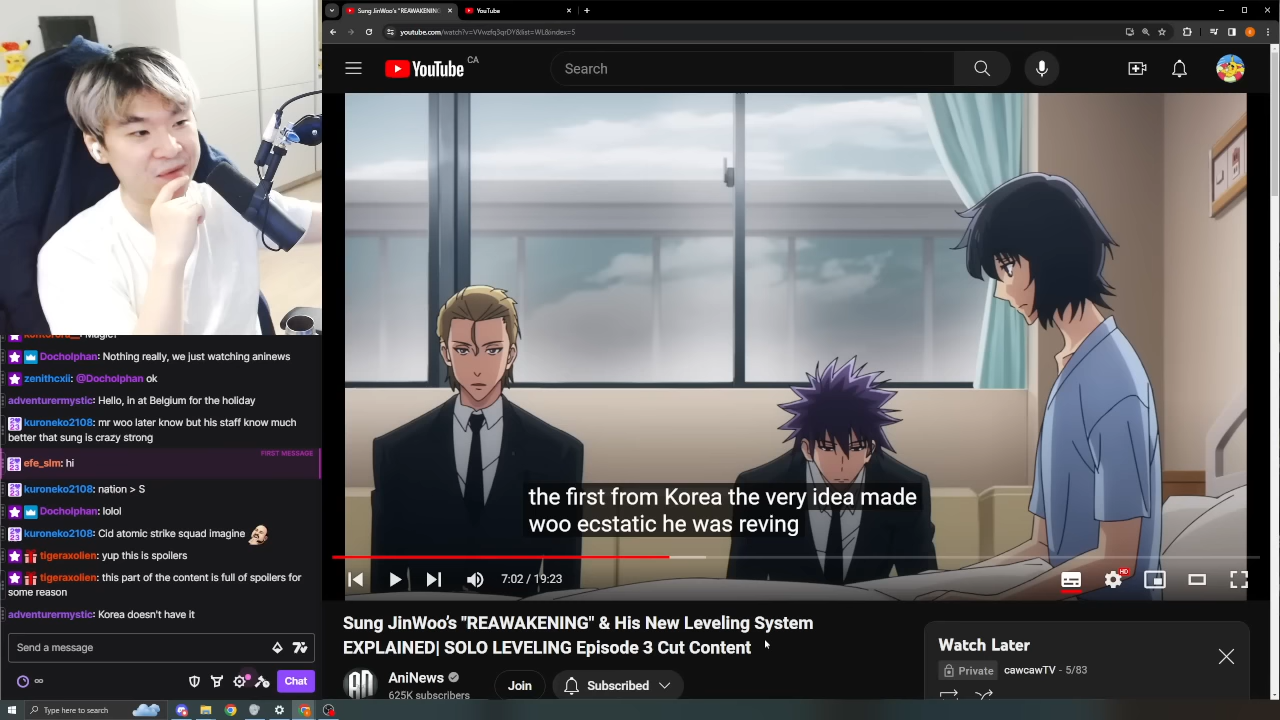 Sung JinWoo's "REAWAKENING"
YouTube
youtube.com/watch?v=VVwzfq3qrDY&list=WL&index=5
YouTube CA
Search
the first from Korea the very idea made
woo ecstatic he was reving
7:02 / 19:23
HD
Sung JinWoo's "REAWAKENING" & His New Leveling System
EXPLAINED| SOLO LEVELING Episode 3 Cut Content
AniNews
625K subscribers
Join
Subscribed
Watch Later
Private cawcawTV - 5/83
Docholphan: Nothing really, we just watching aninews
zenithcxii: @Docholphan ok
adventurermystic: Hello, in at Belgium for the holiday
kuroneko2108: mr woo later know but his staff know much
better that sung is crazy strong
FIRST MESSAGE
efe_slm: hi
kuroneko2108: nation > S
Docholphan: lolol
kuroneko2108: Cid atomic strike squad imagine
tigeraxolien: yup this is spoilers
tigeraxolien: this part of the content is full of spoilers for
some reason
adventurermystic: Korea doesn't have it
Send a message
Chat
Type here to search